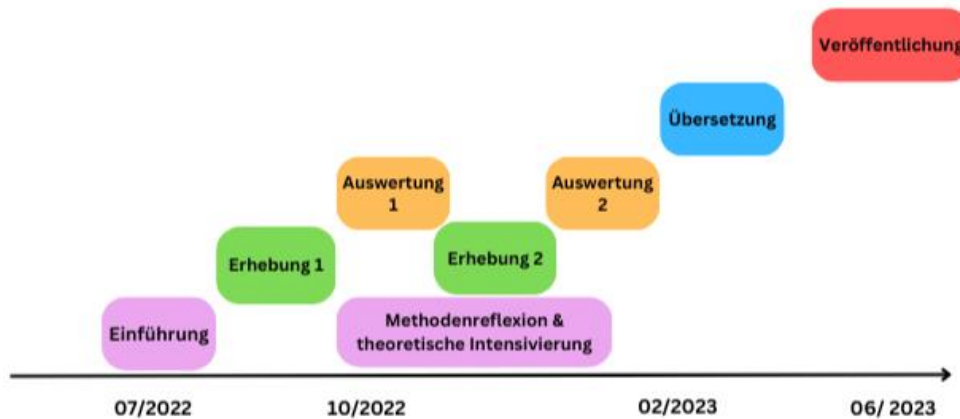 Veröffentlichung
Übersetzung
Auswertung
1
Auswertung
2
Erhebung 1
Erhebung 2
Einführung
Methodenreflexion &
theoretische Intensivierung
07/2022
10/2022
02/2023
06/ 2023